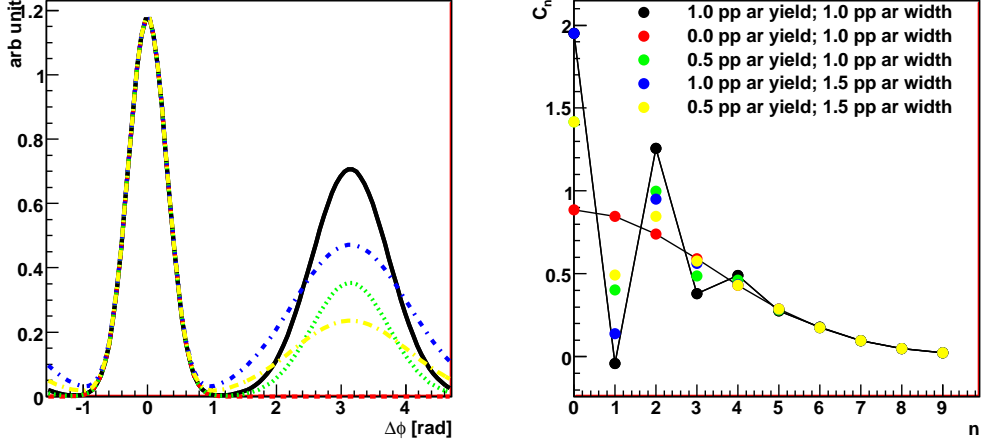 arb unit
1.2
1
0.8
0.6
0.4
0.2
0
-1 0 1 2 3 4
Δϕ [rad]
C_n
2
1.5
1
0.5
0
1.0 pp ar yield; 1.0 pp ar width
0.0 pp ar yield; 1.0 pp ar width
0.5 pp ar yield; 1.0 pp ar width
1.0 pp ar yield; 1.5 pp ar width
0.5 pp ar yield; 1.5 pp ar width
0 1 2 3 4 5 6 7 8 9
n